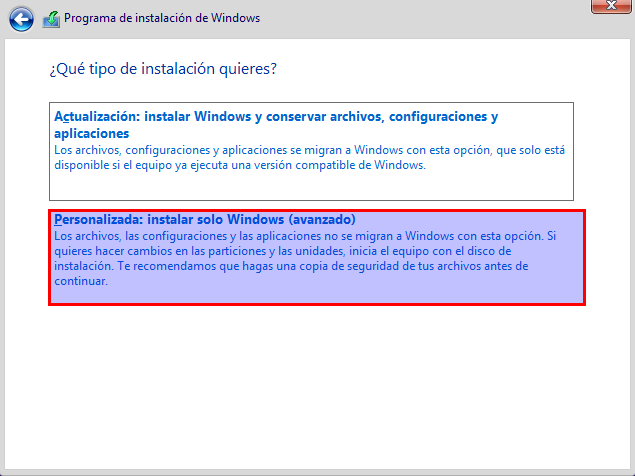 Programa de instalación de Windows
¿Qué tipo de instalación quieres?
Actualización: instalar Windows y conservar archivos, configuraciones y
aplicaciones
Los archivos, configuraciones y aplicaciones se migran a Windows con esta opción, que solo está
disponible si el equipo ya ejecuta una versión compatible de Windows.
Personalizada: instalar solo Windows (avanzado)
Los archivos, las configuraciones y las aplicaciones no se migran a Windows con esta opción. Si
quieres hacer cambios en las particiones y las unidades, inicia el equipo con el disco de
instalación. Te recomendamos que hagas una copia de seguridad de tus archivos antes de
continuar.